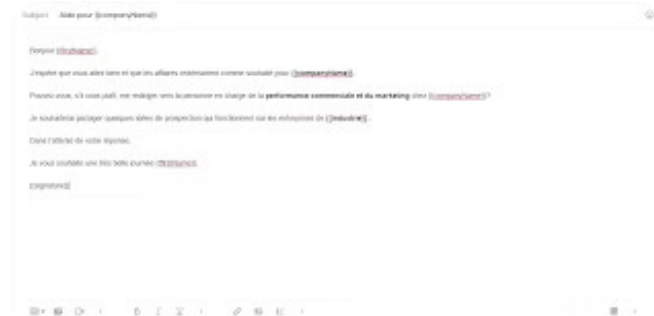 Subject Aide pour {{companyName}}
Bonjour {{firstName}},
J'espère que vous allez bien et que les affaires redémarrent comme souhaité pour {{companyName}}.
Pouvez vous, s'il vous plaît, me rediriger vers la personne en charge de la performance commerciale et du marketing chez {{companyName}}?
Je souhaiterai partager quelques idées de prospection qui fonctionnent sur les entreprises de {{industrie}}.
Dans l'attente de votre réponse,
Je vous souhaite une très belle journée {{firstName}},
{{signature}}